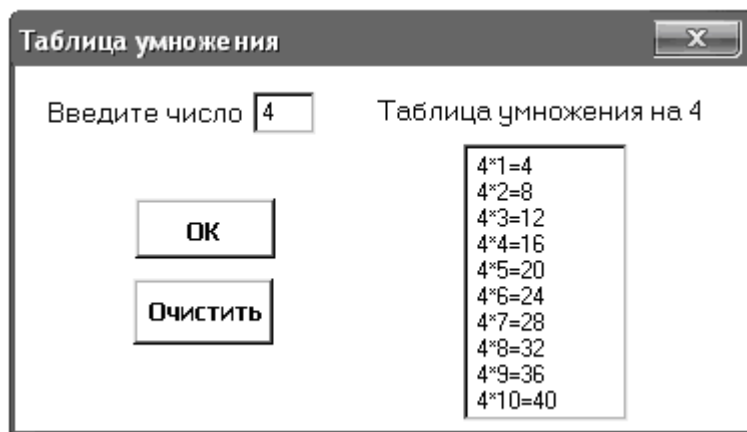 Таблица умножения
Введите число 4
Таблица умножения на 4
ОК
Очистить
4*1=4
4*2=8
4*3=12
4*4=16
4*5=20
4*6=24
4*7=28
4*8=32
4*9=36
4*10=40